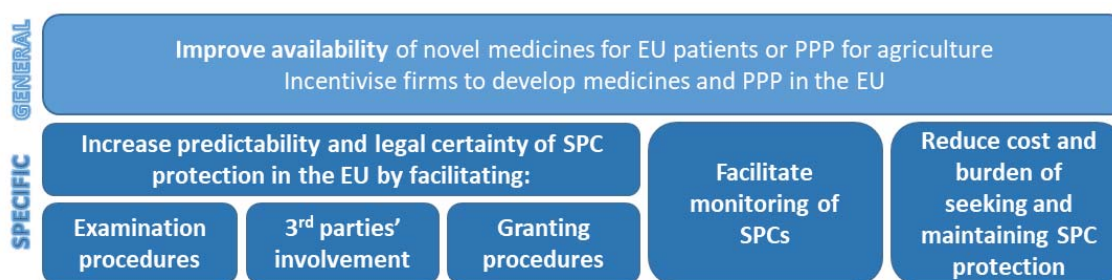 GENERAL
Improve availability of novel medicines for EU patients or PPP for agriculture
Incentivise firms to develop medicines and PPP in the EU
SPECIFIC
Increase predictability and legal certainty of SPC
protection in the EU by facilitating:
Examination
procedures
3rd parties’
involvement
Granting
procedures
Facilitate
monitoring of
SPCs
Reduce cost and
burden of
seeking and
maintaining SPC
protection